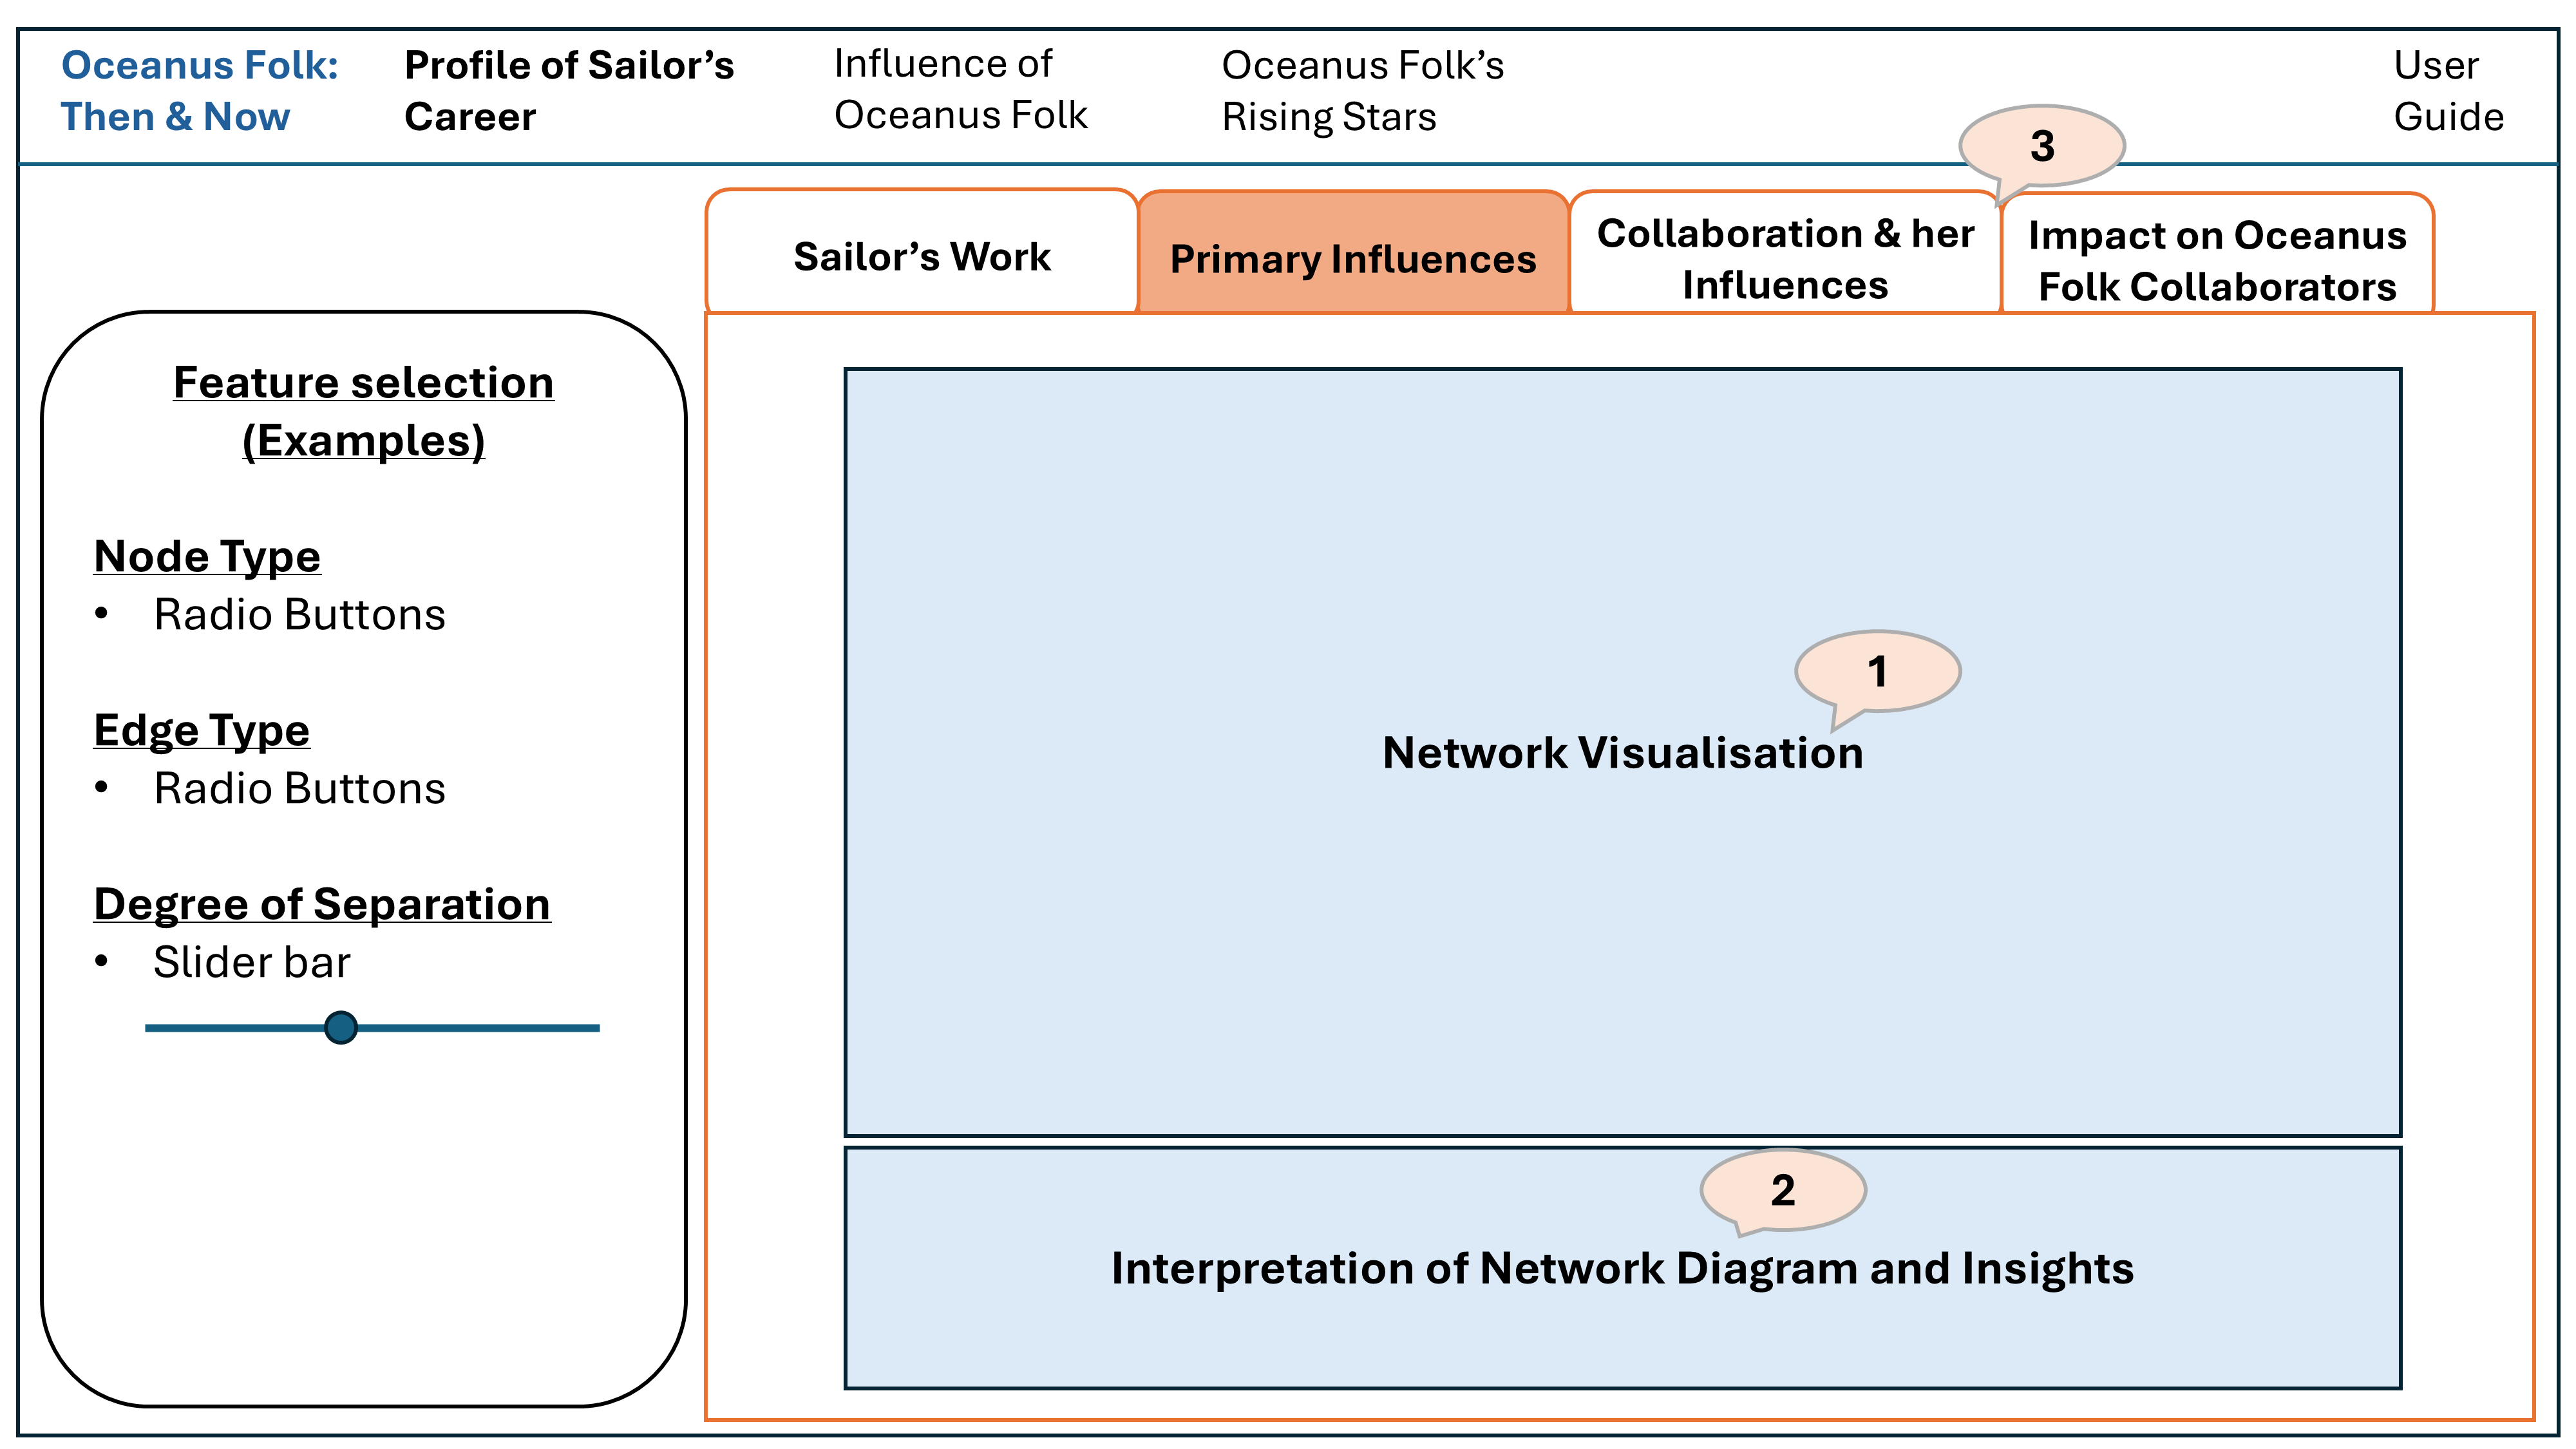 Oceanus Folk:
Then & Now
Profile of Sailor’s
Career
Influence of
Oceanus Folk
Oceanus Folk’s
Rising Stars
User
Guide
3
Sailor’s Work
Primary Influences
Collaboration & her
Influences
Impact on Oceanus
Folk Collaborators
Feature selection
(Examples)
Node Type
• Radio Buttons
Edge Type
• Radio Buttons
Degree of Separation
• Slider bar
1
Network Visualisation
2
Interpretation of Network Diagram and Insights